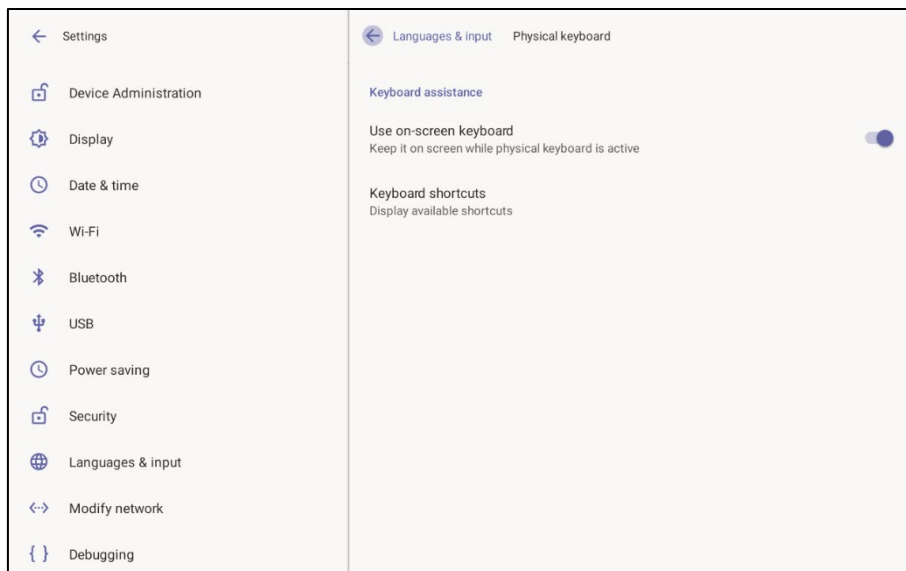 Settings
Device Administration
Display
Date & time
Wi-Fi
Bluetooth
USB
Power saving
Security
Languages & input
Modify network
Debugging
Languages & input Physical keyboard
Keyboard assistance
Use on-screen keyboard
Keep it on screen while physical keyboard is active
Keyboard shortcuts
Display available shortcuts